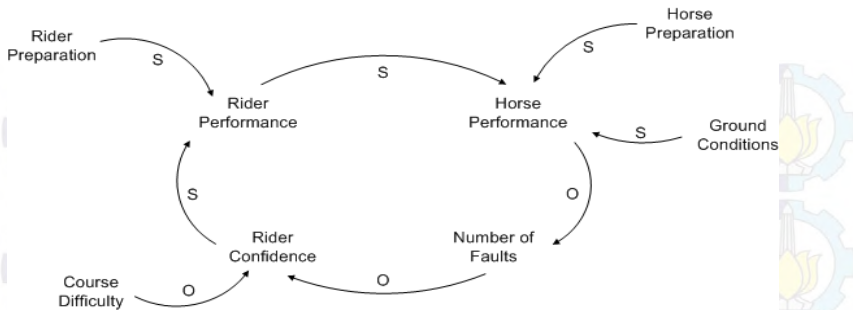 Rider
Preparation
S
S
Horse
Preparation
S
Rider
Performance
Horse
Performance
S
Ground
Conditions
S
O
Rider
Confidence
Number of
Faults
O
Course
Difficulty
O